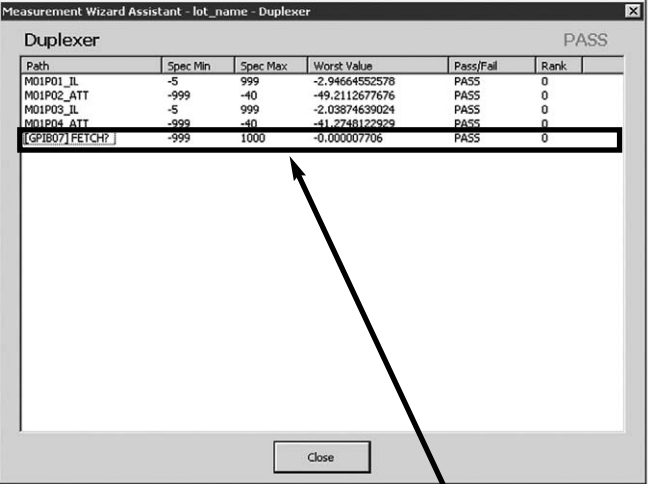 Measurement Wizard Assistant - lot_name - Duplexer
Duplexer PASS
Path Spec Min Spec Max Worst Value Pass/Fail Rank
M01P01_IL -5 999 -2.94664552578 PASS 0
M01P02_ATT -999 -40 -49.2112677676 PASS 0
M01P03_IL -5 999 -2.03874639024 PASS 0
M01P04_ATT -999 -40 -41.2748122929 PASS 0
[GPIB07] FETCH? -999 1000 -0.000007706 PASS 0
Close